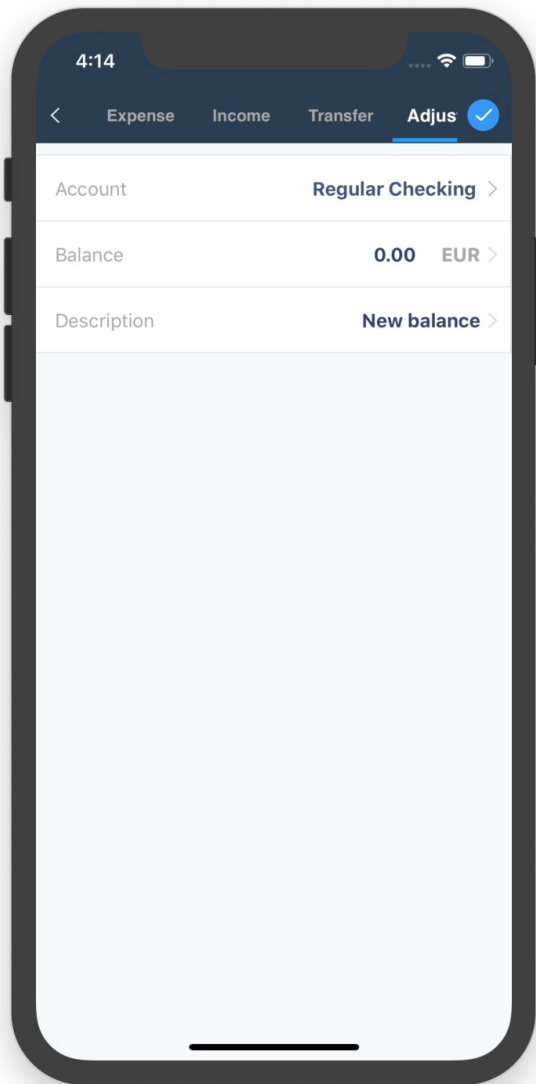 4:14
Expense Income Transfer Adjus
Account Regular Checking
Balance 0.00 EUR
Description New balance